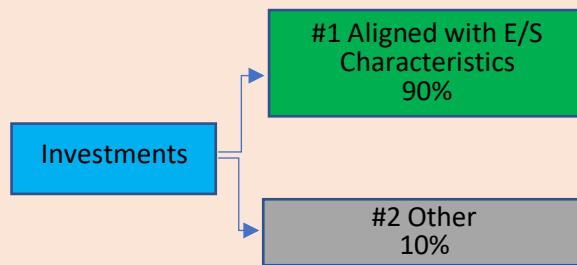 #1 Aligned with E/S
Characteristics
90%
Investments
#2 Other
10%